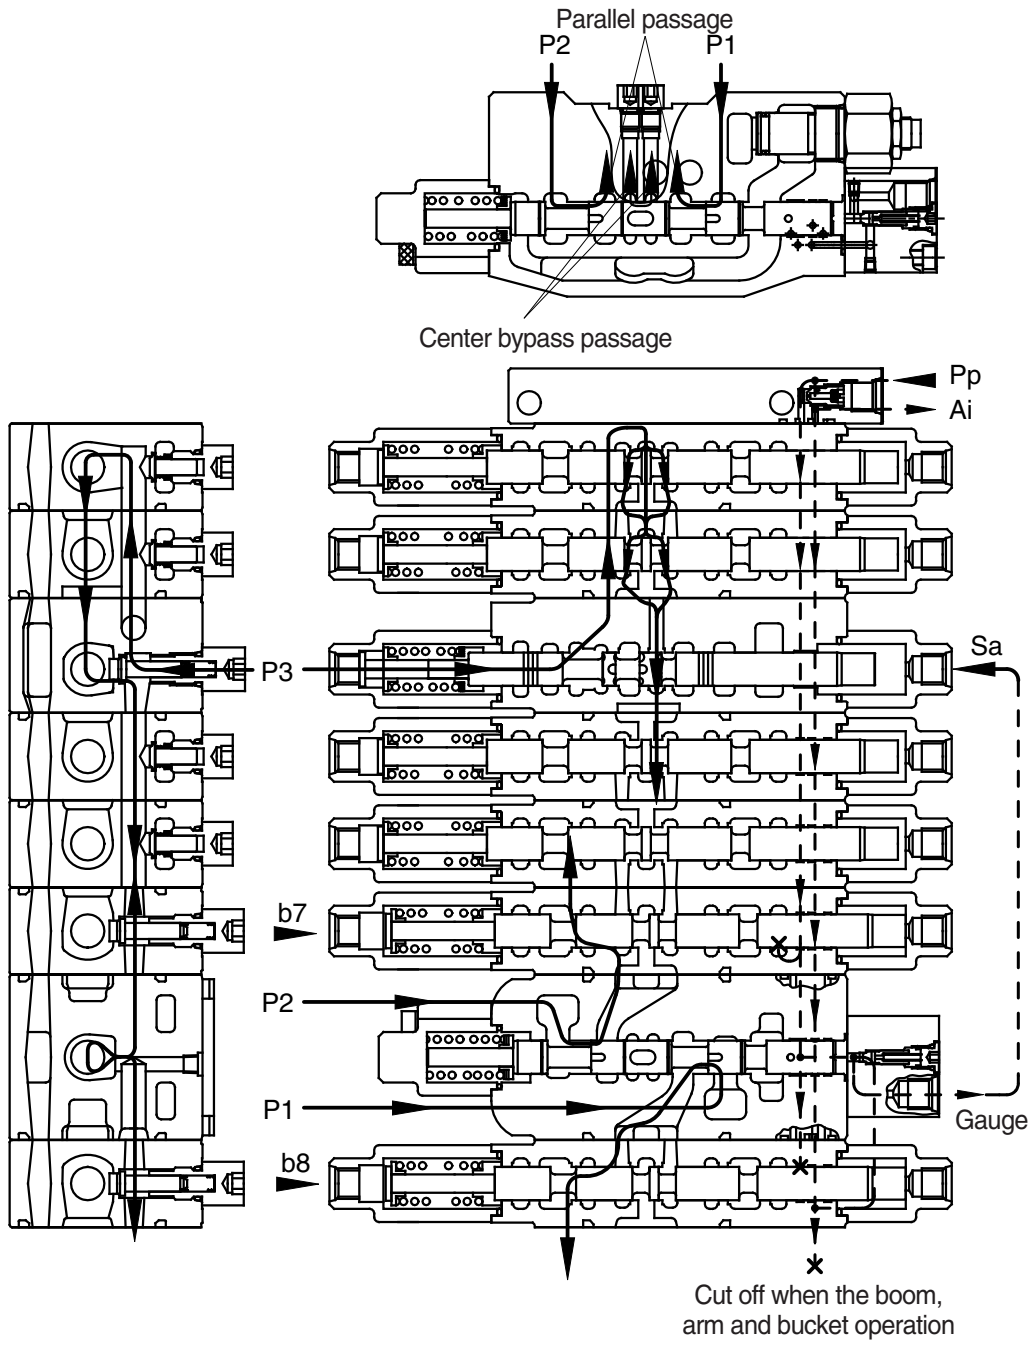 Parallel passage
P2
P1
Center bypass passage
Pp
Ai
Sa
P3
b7
P2
P1
Gauge
b8
Cut off when the boom,
arm and bucket operation